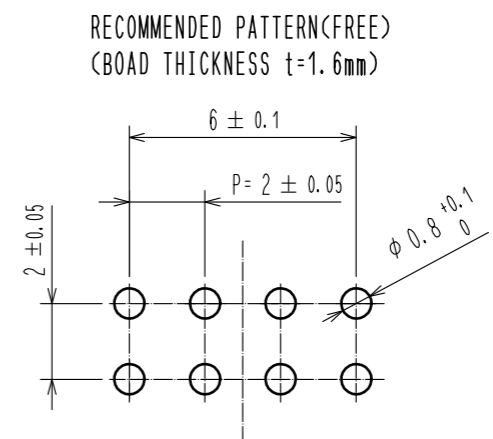 RECOMMENDED PATTERN(FREE)
(BOAD THICKNESS t=1.6mm)
6 ± 0.1
P= 2 ± 0.05
2 ±0.05
φ 0.8 +0.1
0